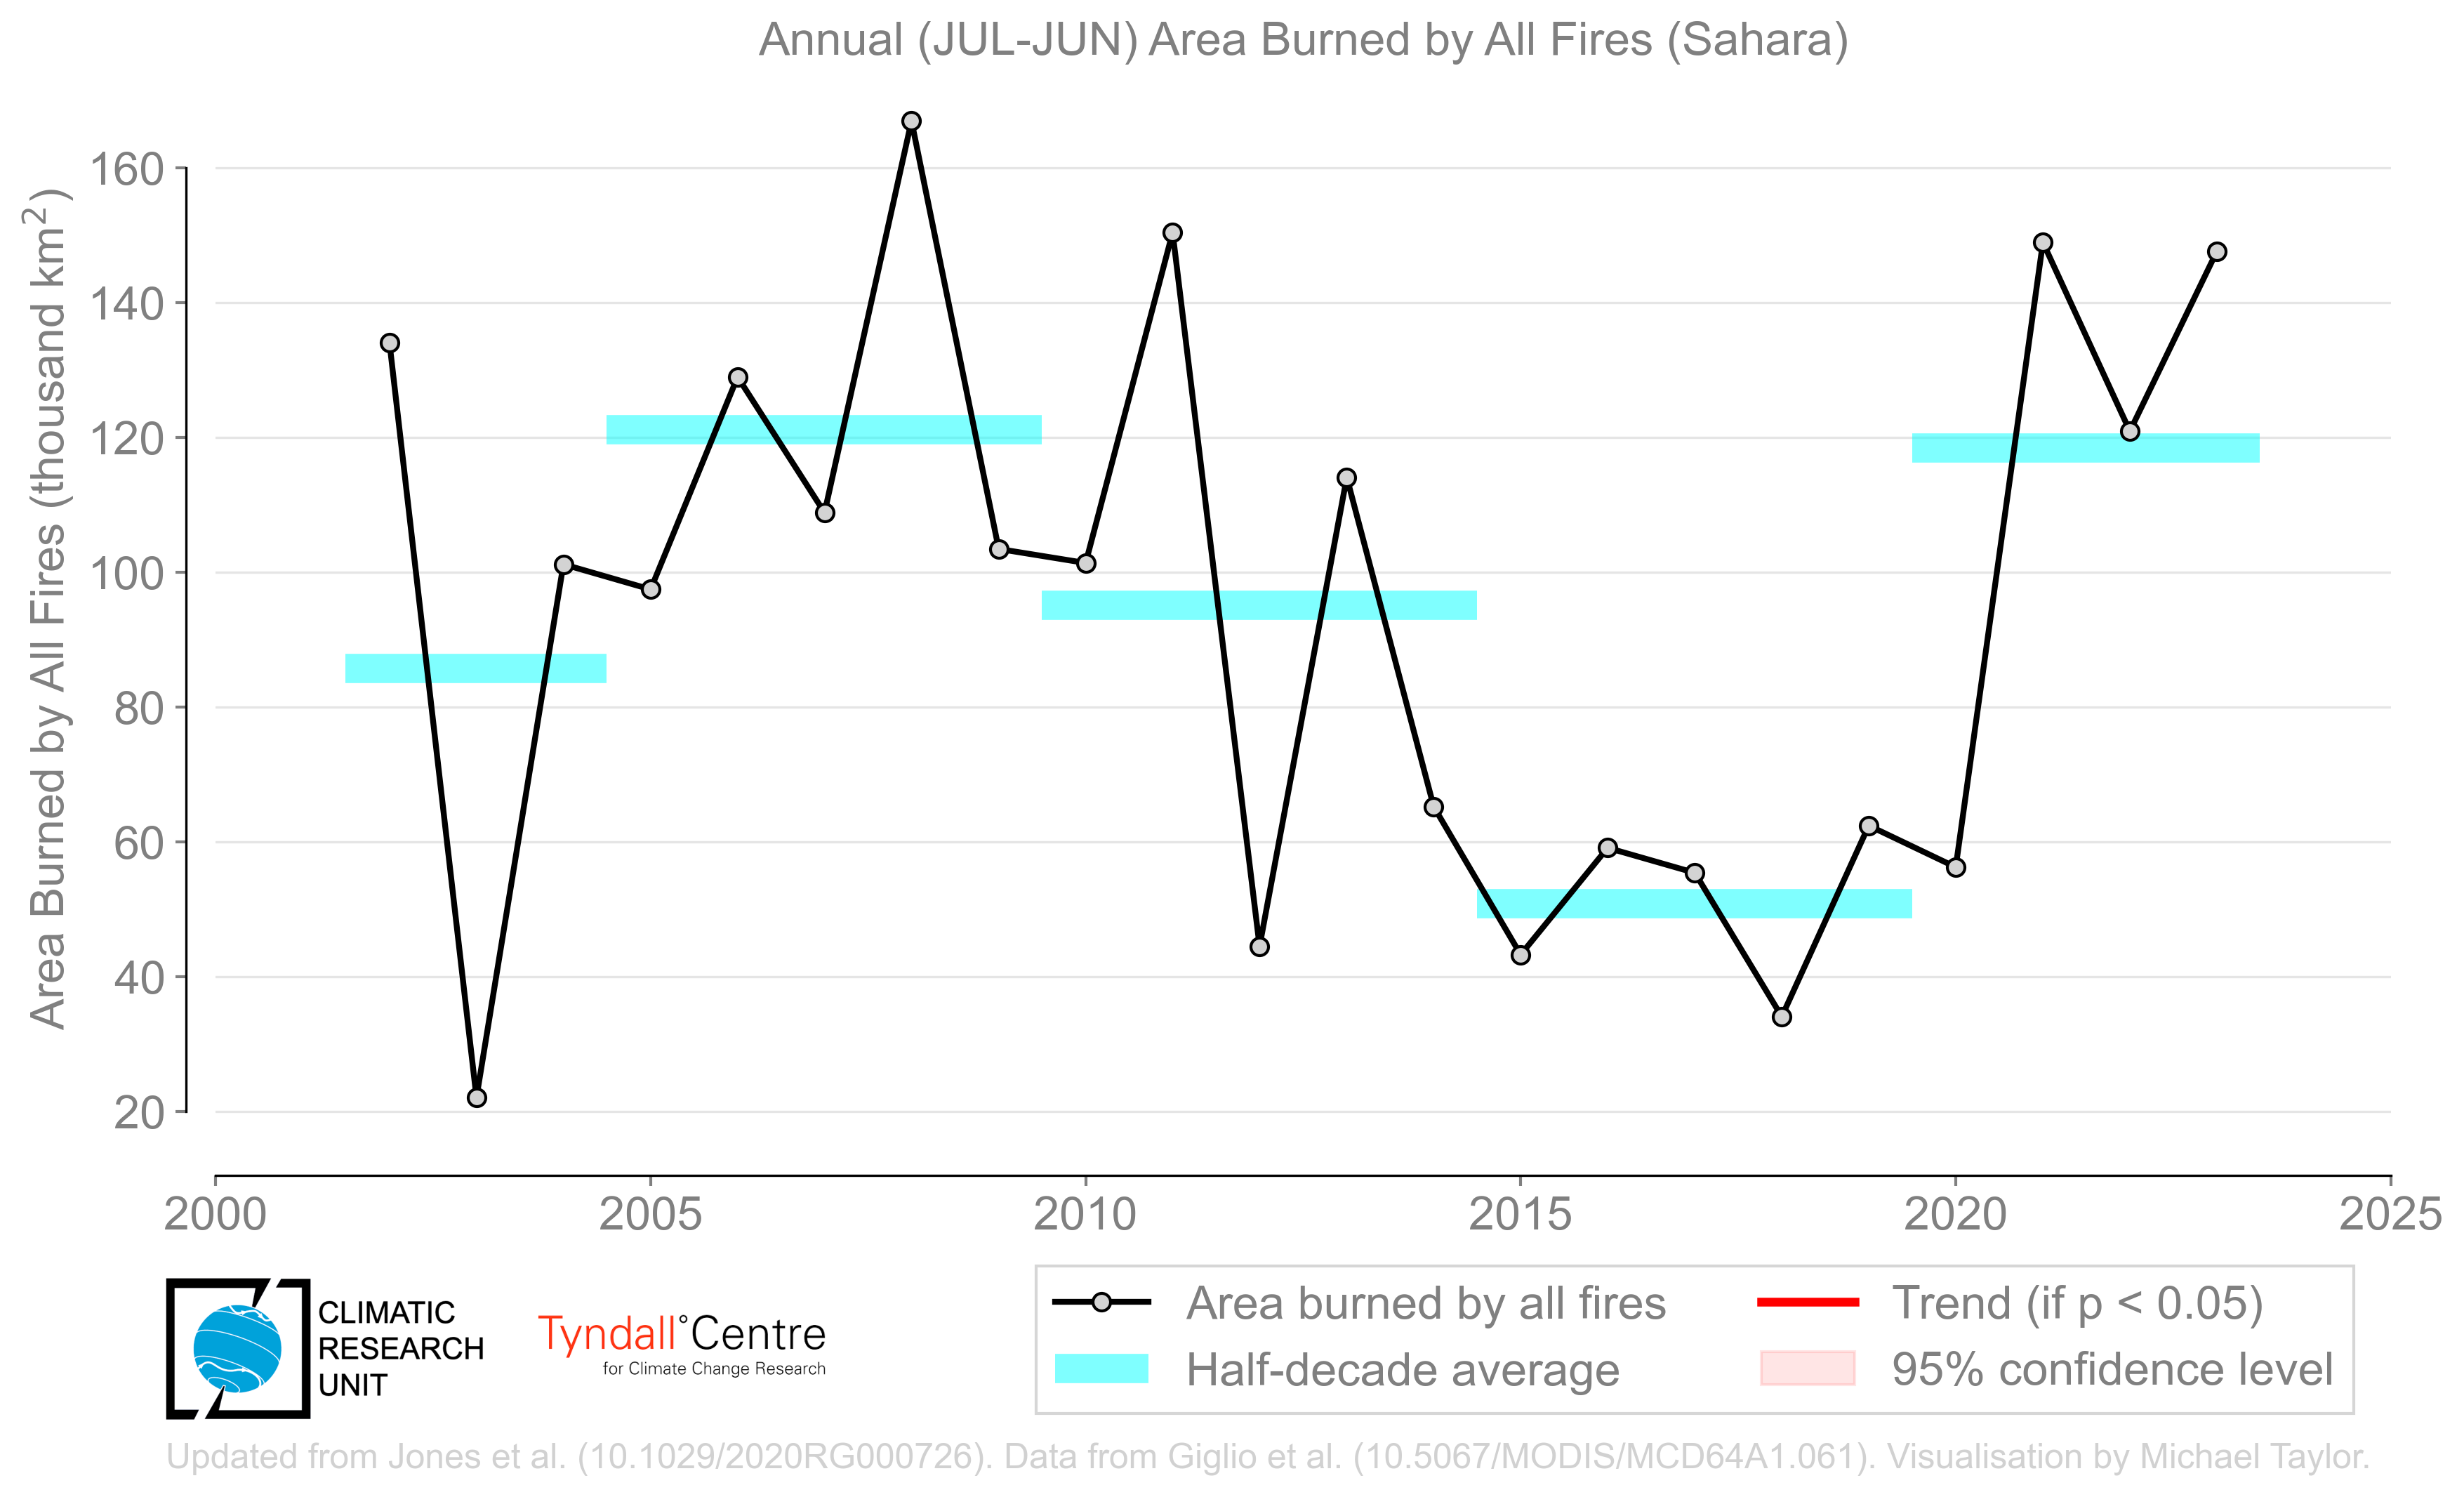 Annual (JUL-JUN) Area Burned by All Fires (Sahara)
Area Burned by All Fires (thousand km²)
160
140
120
100
80
60
40
20
2000 2005 2010 2015 2020 2025
CLIMATIC
RESEARCH
UNIT
Tyndall°Centre
for Climate Change Research
Area burned by all fires
Half-decade average
Trend (if p < 0.05)
95% confidence level
Updated from Jones et al. (10.1029/2020RG000726). Data from Giglio et al. (10.5067/MODIS/MCD64A1.061). Visualisation by Michael Taylor.